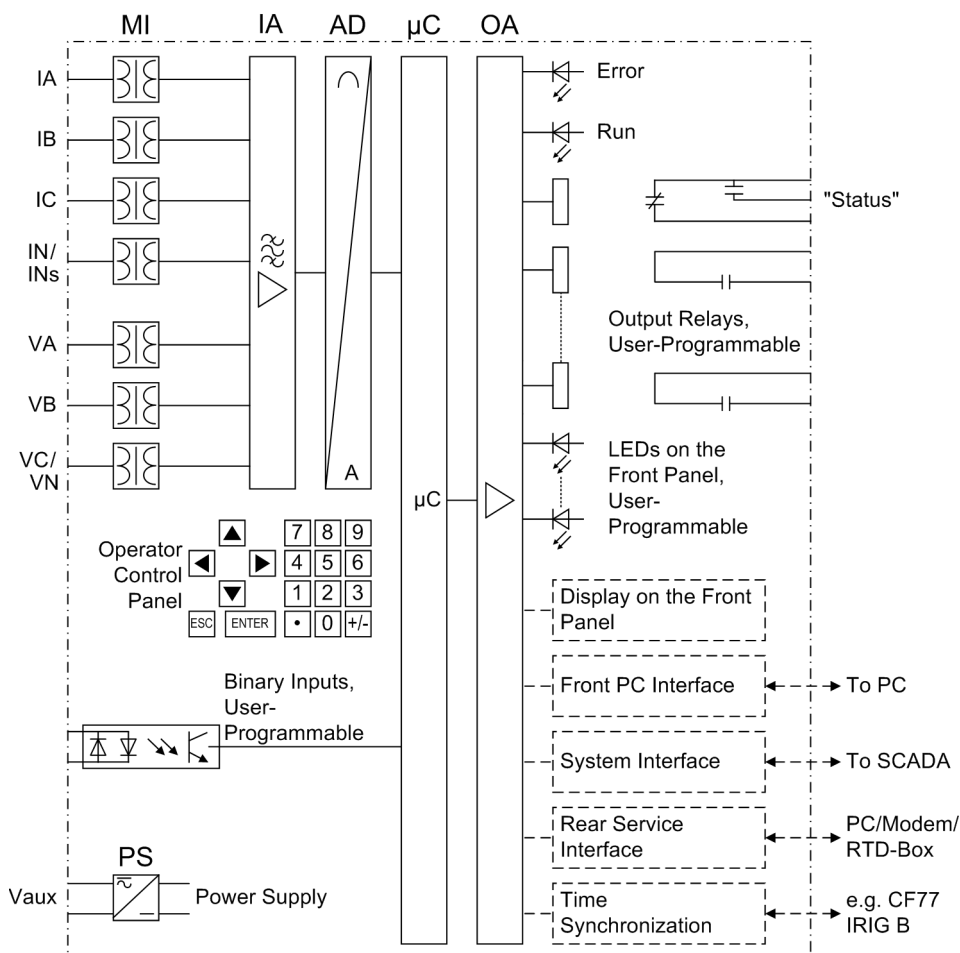 MI IA AD µC OA
IA
IB
IC
IN/
INs
VA
VB
VC/
VN
A
µC
Error
Run
"Status"
Output Relays,
User-Programmable
LEDs on the
Front Panel,
User-
Programmable
Operator
Control
Panel
7 8 9
4 5 6
1 2 3
ESC ENTER • 0 +/-
Display on the Front
Panel
Front PC Interface
To PC
System Interface
To SCADA
Rear Service
Interface
PC/Modem/
RTD-Box
Time
Synchronization
e.g. CF77
IRIG B
Binary Inputs,
User-
Programmable
PS
Vaux
Power Supply